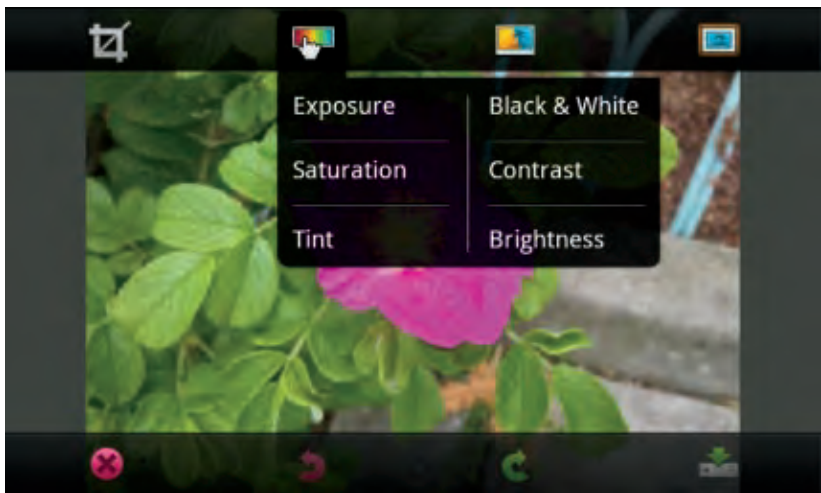 Exposure
Black & White
Saturation
Contrast
Tint
Brightness